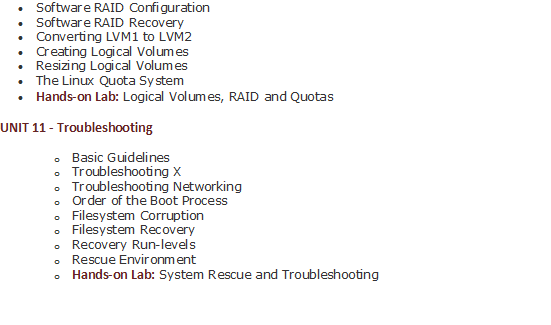 Software RAID Configuration
Software RAID Recovery
Converting LVM1 to LVM2
Creating Logical Volumes
Resizing Logical Volumes
The Linux Quota System
Hands-on Lab: Logical Volumes, RAID and Quotas
UNIT 11 - Troubleshooting
Basic Guidelines
Troubleshooting X
Troubleshooting Networking
Order of the Boot Process
Filesystem Corruption
Filesystem Recovery
Recovery Run-levels
Rescue Environment
Hands-on Lab: System Rescue and Troubleshooting